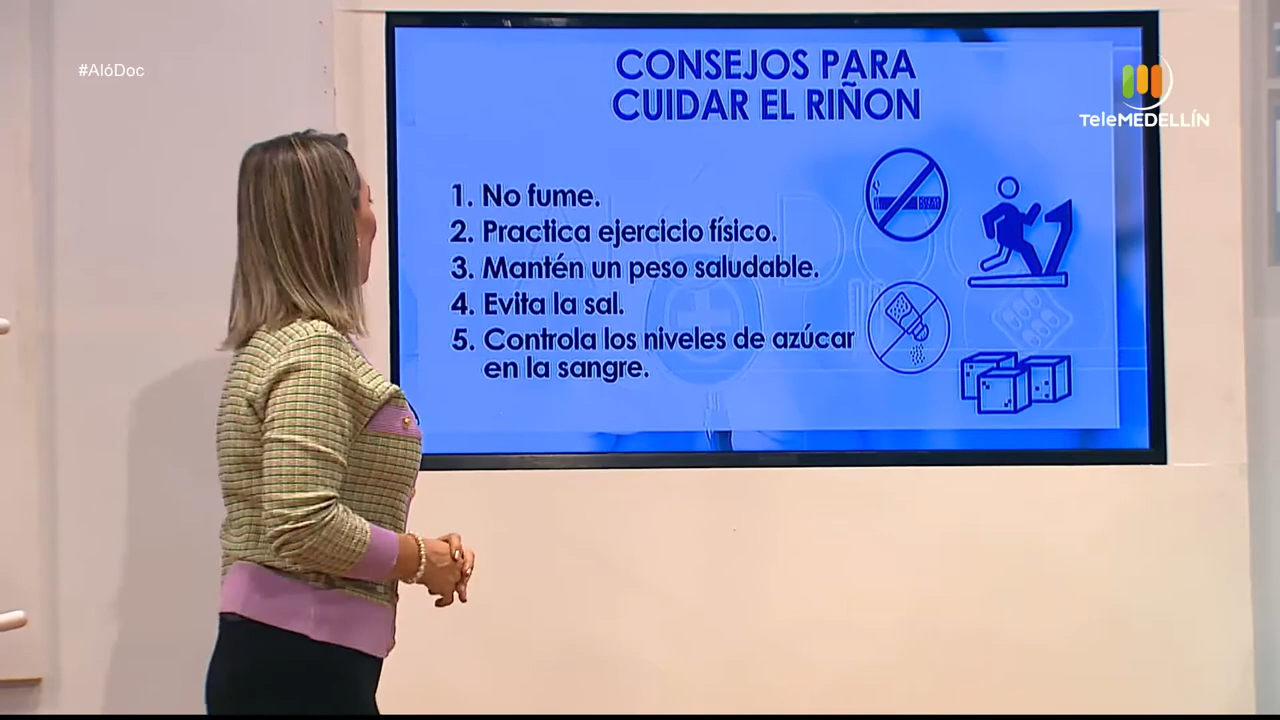 #AlóDoc
CONSEJOS PARA
CUIDAR EL RIÑON
TeleMEDELLÍN
1. No fume.
2. Practica ejercicio físico.
3. Mantén un peso saludable.
4. Evita la sal.
5. Controla los niveles de azúcar
en la sangre.